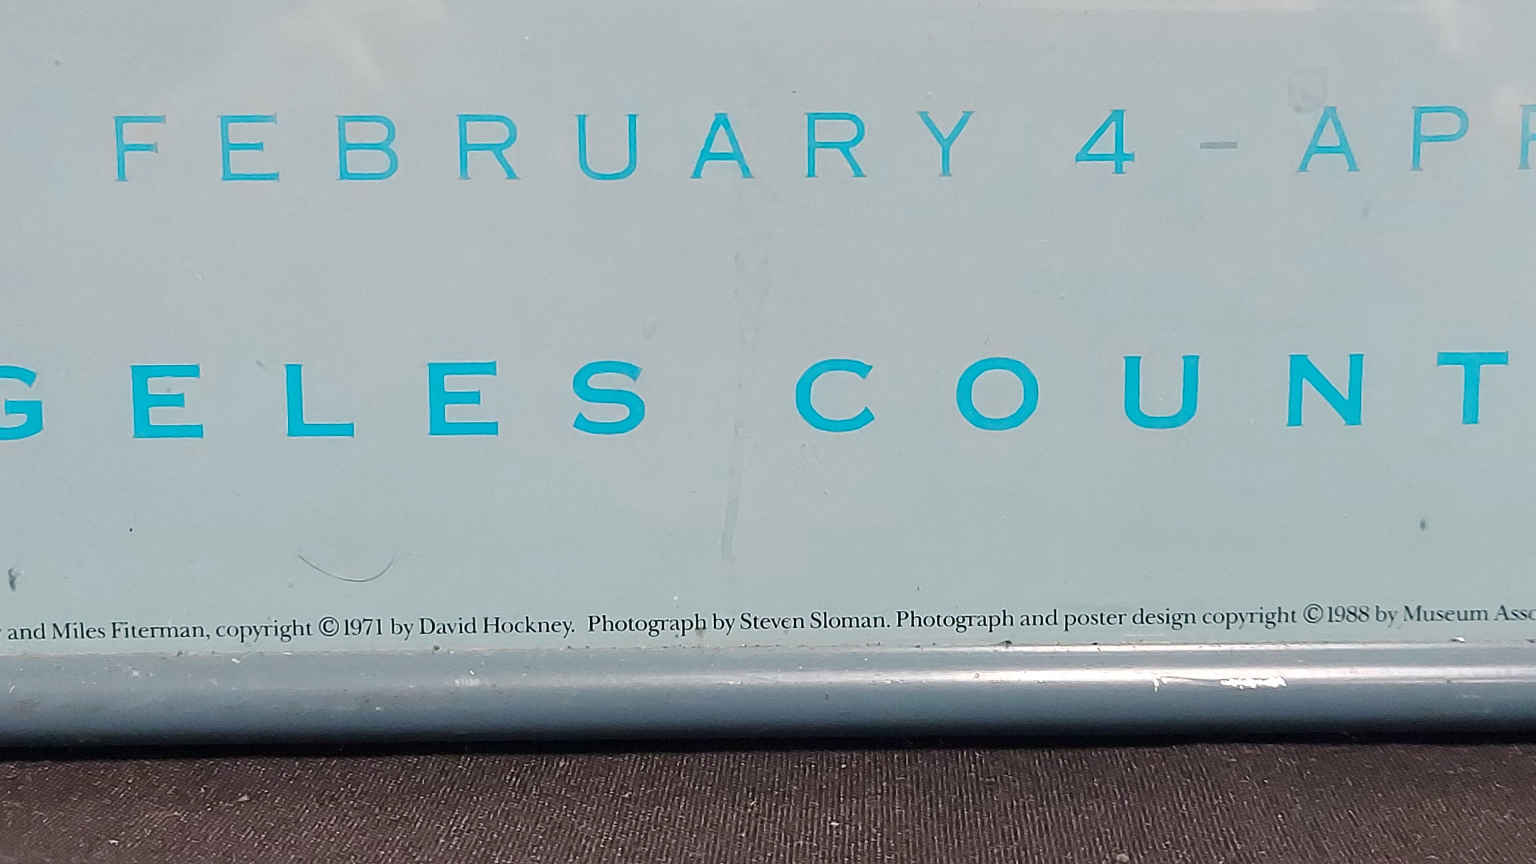 FEBRUARY 4 – AP
GELES COUNT
and Miles Fiterman, copyright ©1971 by David Hockney. Photograph by Steven Sloman. Photograph and poster design copyright ©1988 by Museum Asso